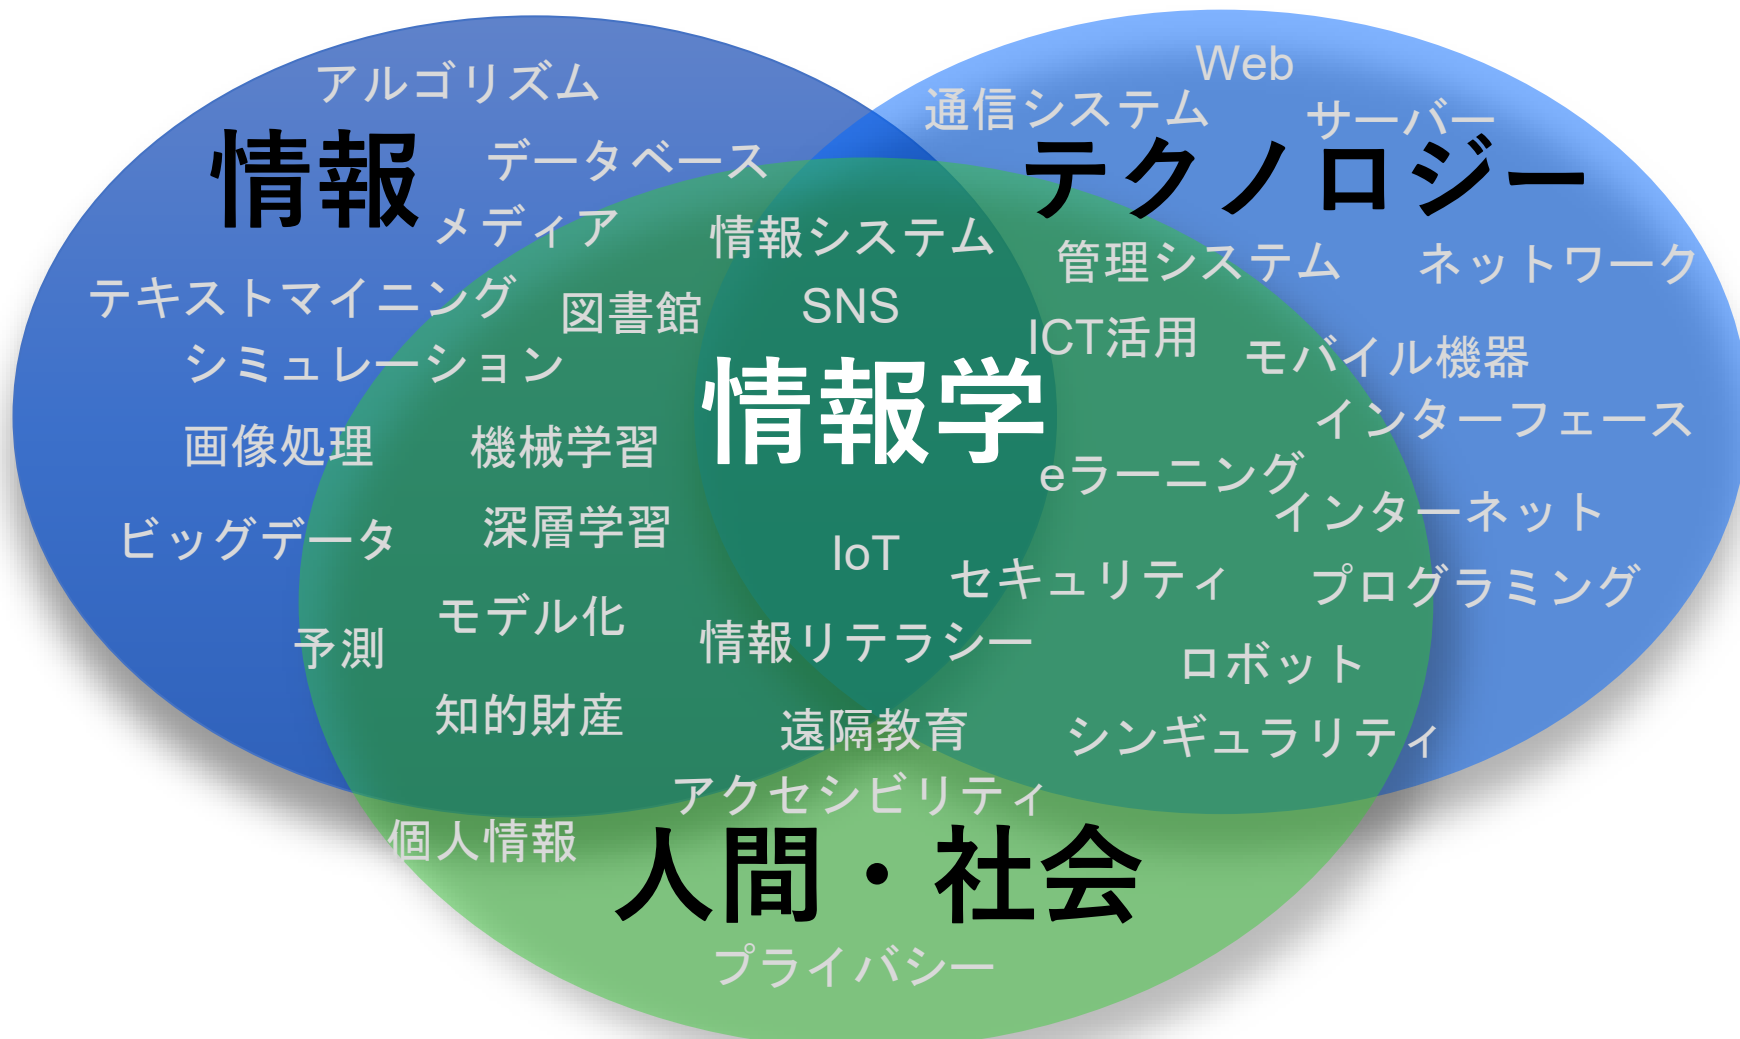 Web
アルゴリズム
通信システム
サーバー
情報
データベース
テクノロジー
メディア
情報システム
管理システム
ネットワーク
テキストマイニング
図書館
SNS
ICT活用
モバイル機器
シミュレーション
情報学
インターフェース
画像処理
機械学習
eラーニング
インターネット
ビッグデータ
深層学習
IoT
セキュリティ
プログラミング
モデル化
予測
情報リテラシー
ロボット
知的財産
遠隔教育
シンギュラリティ
アクセシビリティ
個人情報
人間・社会
プライバシー